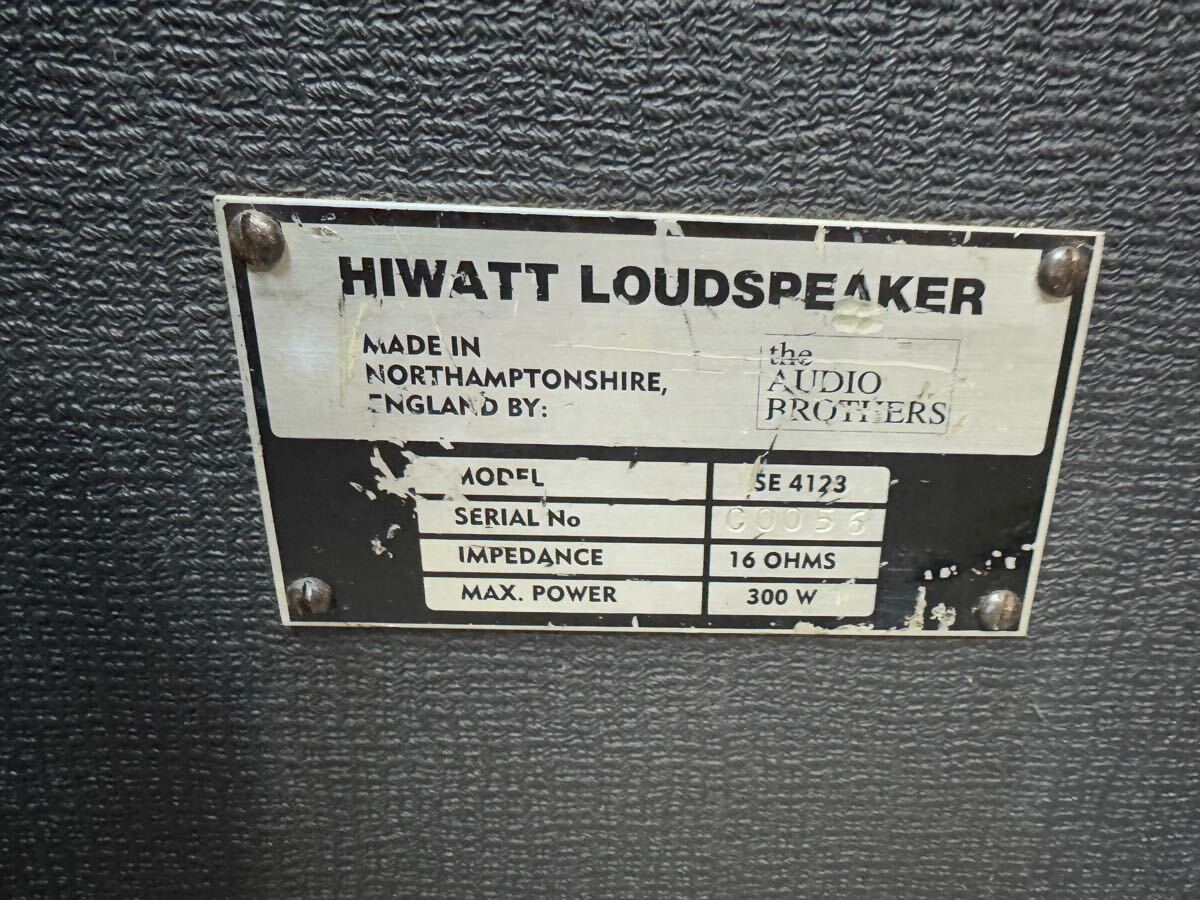 HIWATT LOUDSPEAKER
MADE IN
NORTHAMPTONSHIRE,
ENGLAND BY:
the
AUDIO
BROTHERS
MODEL SE 4123
SERIAL No C0056
IMPEDANCE 16 OHMS
MAX. POWER 300 W